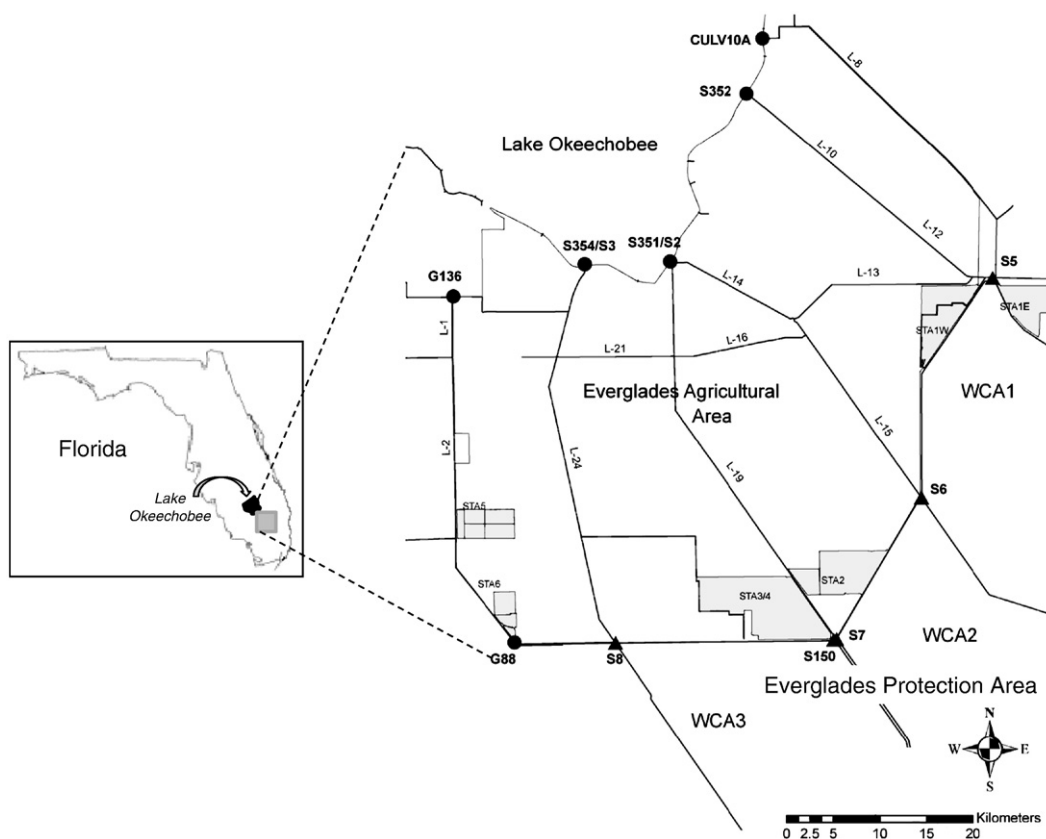 CULV10A
L-8
S352
Lake Okeechobee
L-10
L-12
S354/S3
S351/S2
S5
G136
L-14
L-13
STA1E
L-1
STA1W
L-21
L-16
Everglades Agricultural
Area
WCA1
Florida
L-2
L-24
L-15
L-19
Lake
Okeechobee
S6
STA5
STA6
STA2
STA3/4
G88
S8
S7
S150
WCA2
Everglades Protection Area
WCA3
N
W
E
S
Kilometers
0 2.5 5 10 15 20